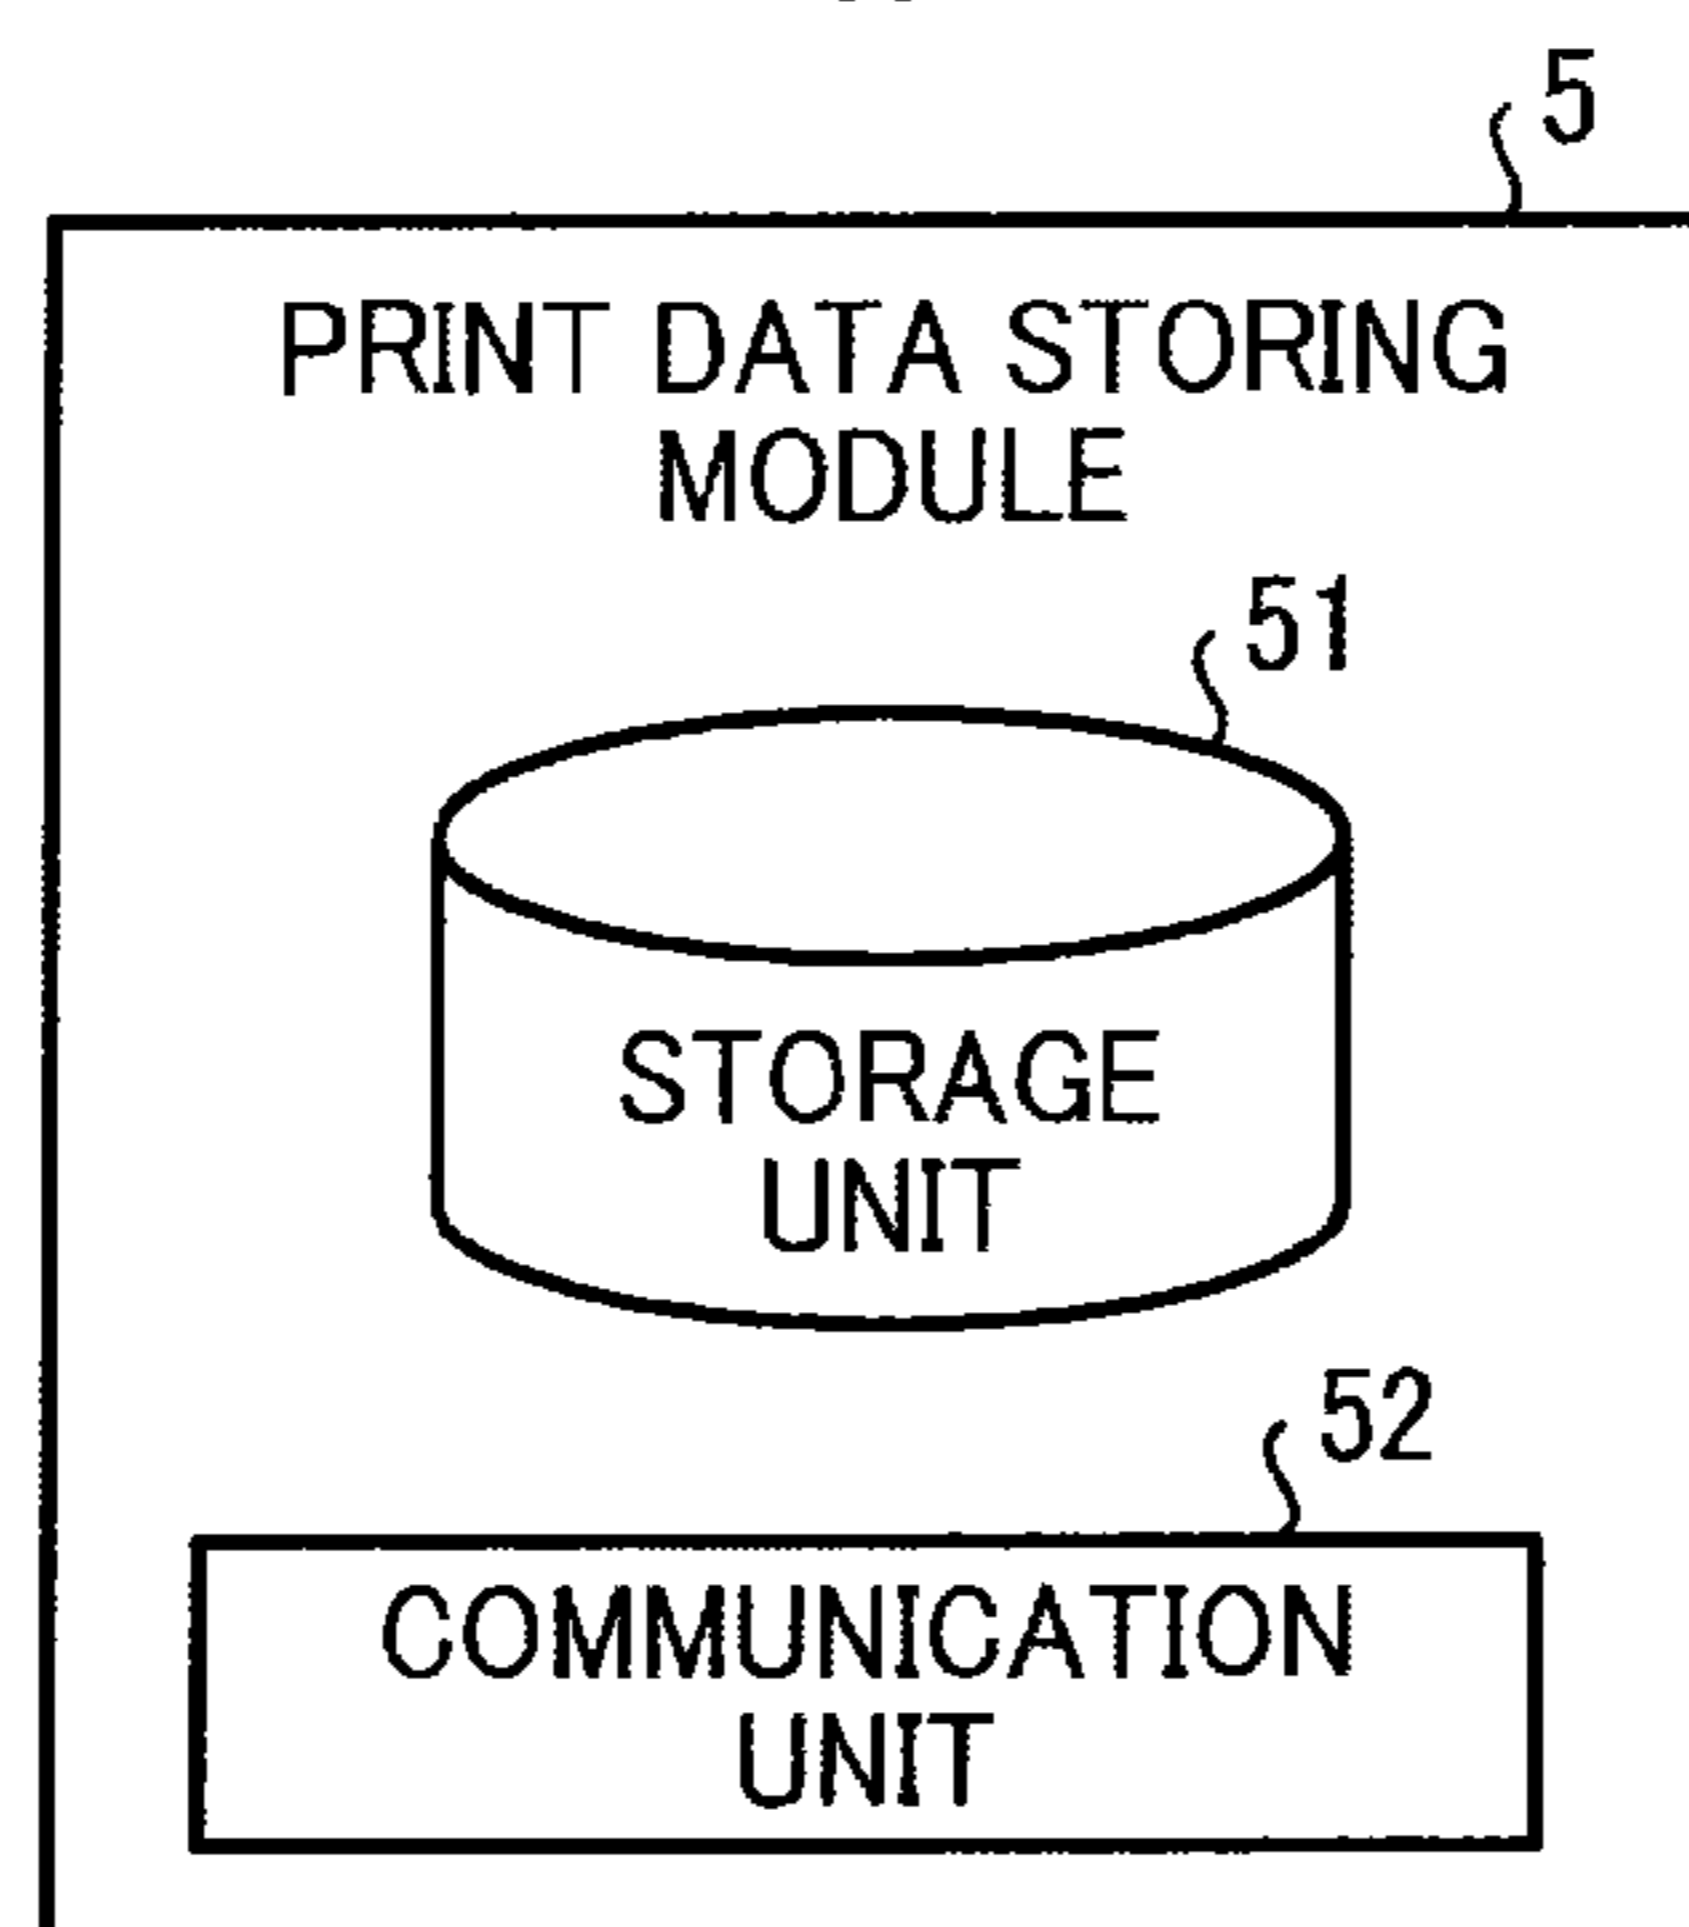 5
PRINT DATA STORING
MODULE
51
STORAGE
UNIT
52
COMMUNICATION
UNIT